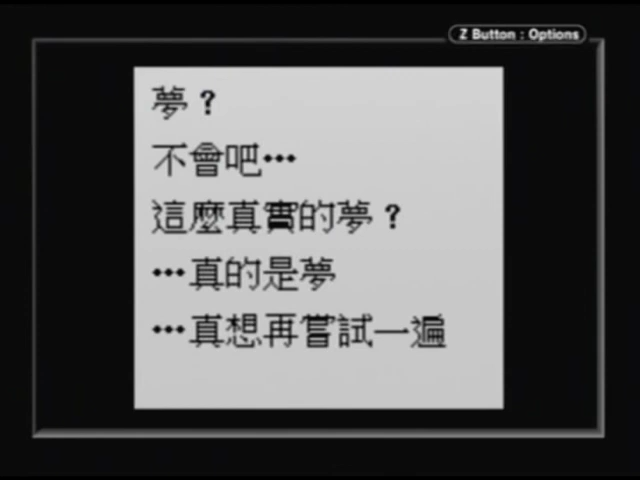 Z Button : Options
夢？
不會吧…
這麼真實的夢？
…真的是夢
…真想再嘗試一遍